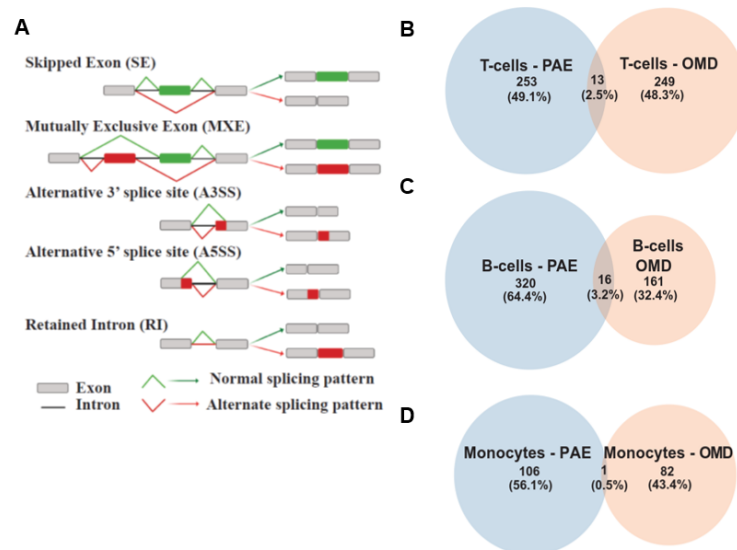 A
Skipped Exon (SE)
Mutually Exclusive Exon (MXE)
Alternative 3' splice site (A3SS)
Alternative 5' splice site (A5SS)
Retained Intron (RI)
Exon
Intron
Normal splicing pattern
Alternate splicing pattern
B
T-cells - PAE
253
(49.1%)
13
(2.5%)
T-cells - OMD
249
(48.3%)
C
B-cells - PAE
320
(64.4%)
16
(3.2%)
B-cells
OMD
161
(32.4%)
D
Monocytes - PAE
106
(56.1%)
1
(0.5%)
Monocytes - OMD
82
(43.4%)